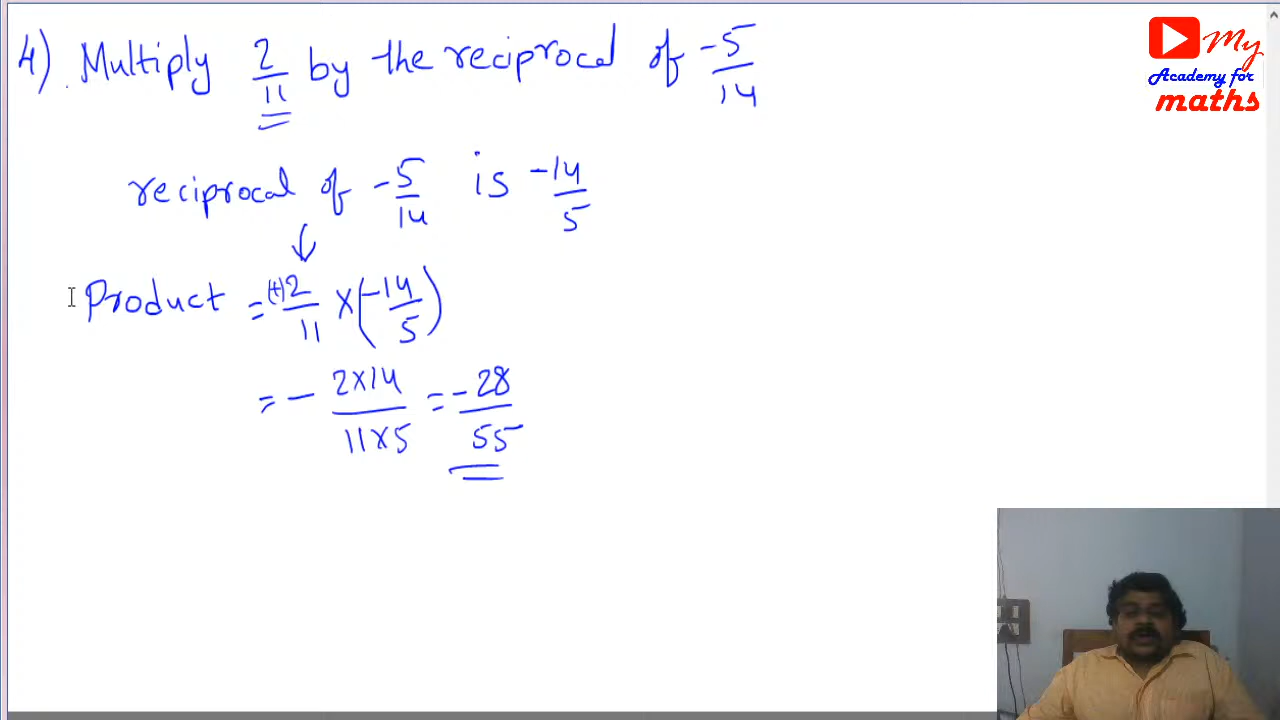 4) Multiply 2/11 by the reciprocal of -5/14
My
Academy for
maths
reciprocal of -5/14 is -14/5
↓
Product = (+)2/11 × (-14/5)
= - 2×14/11×5 = -28/55